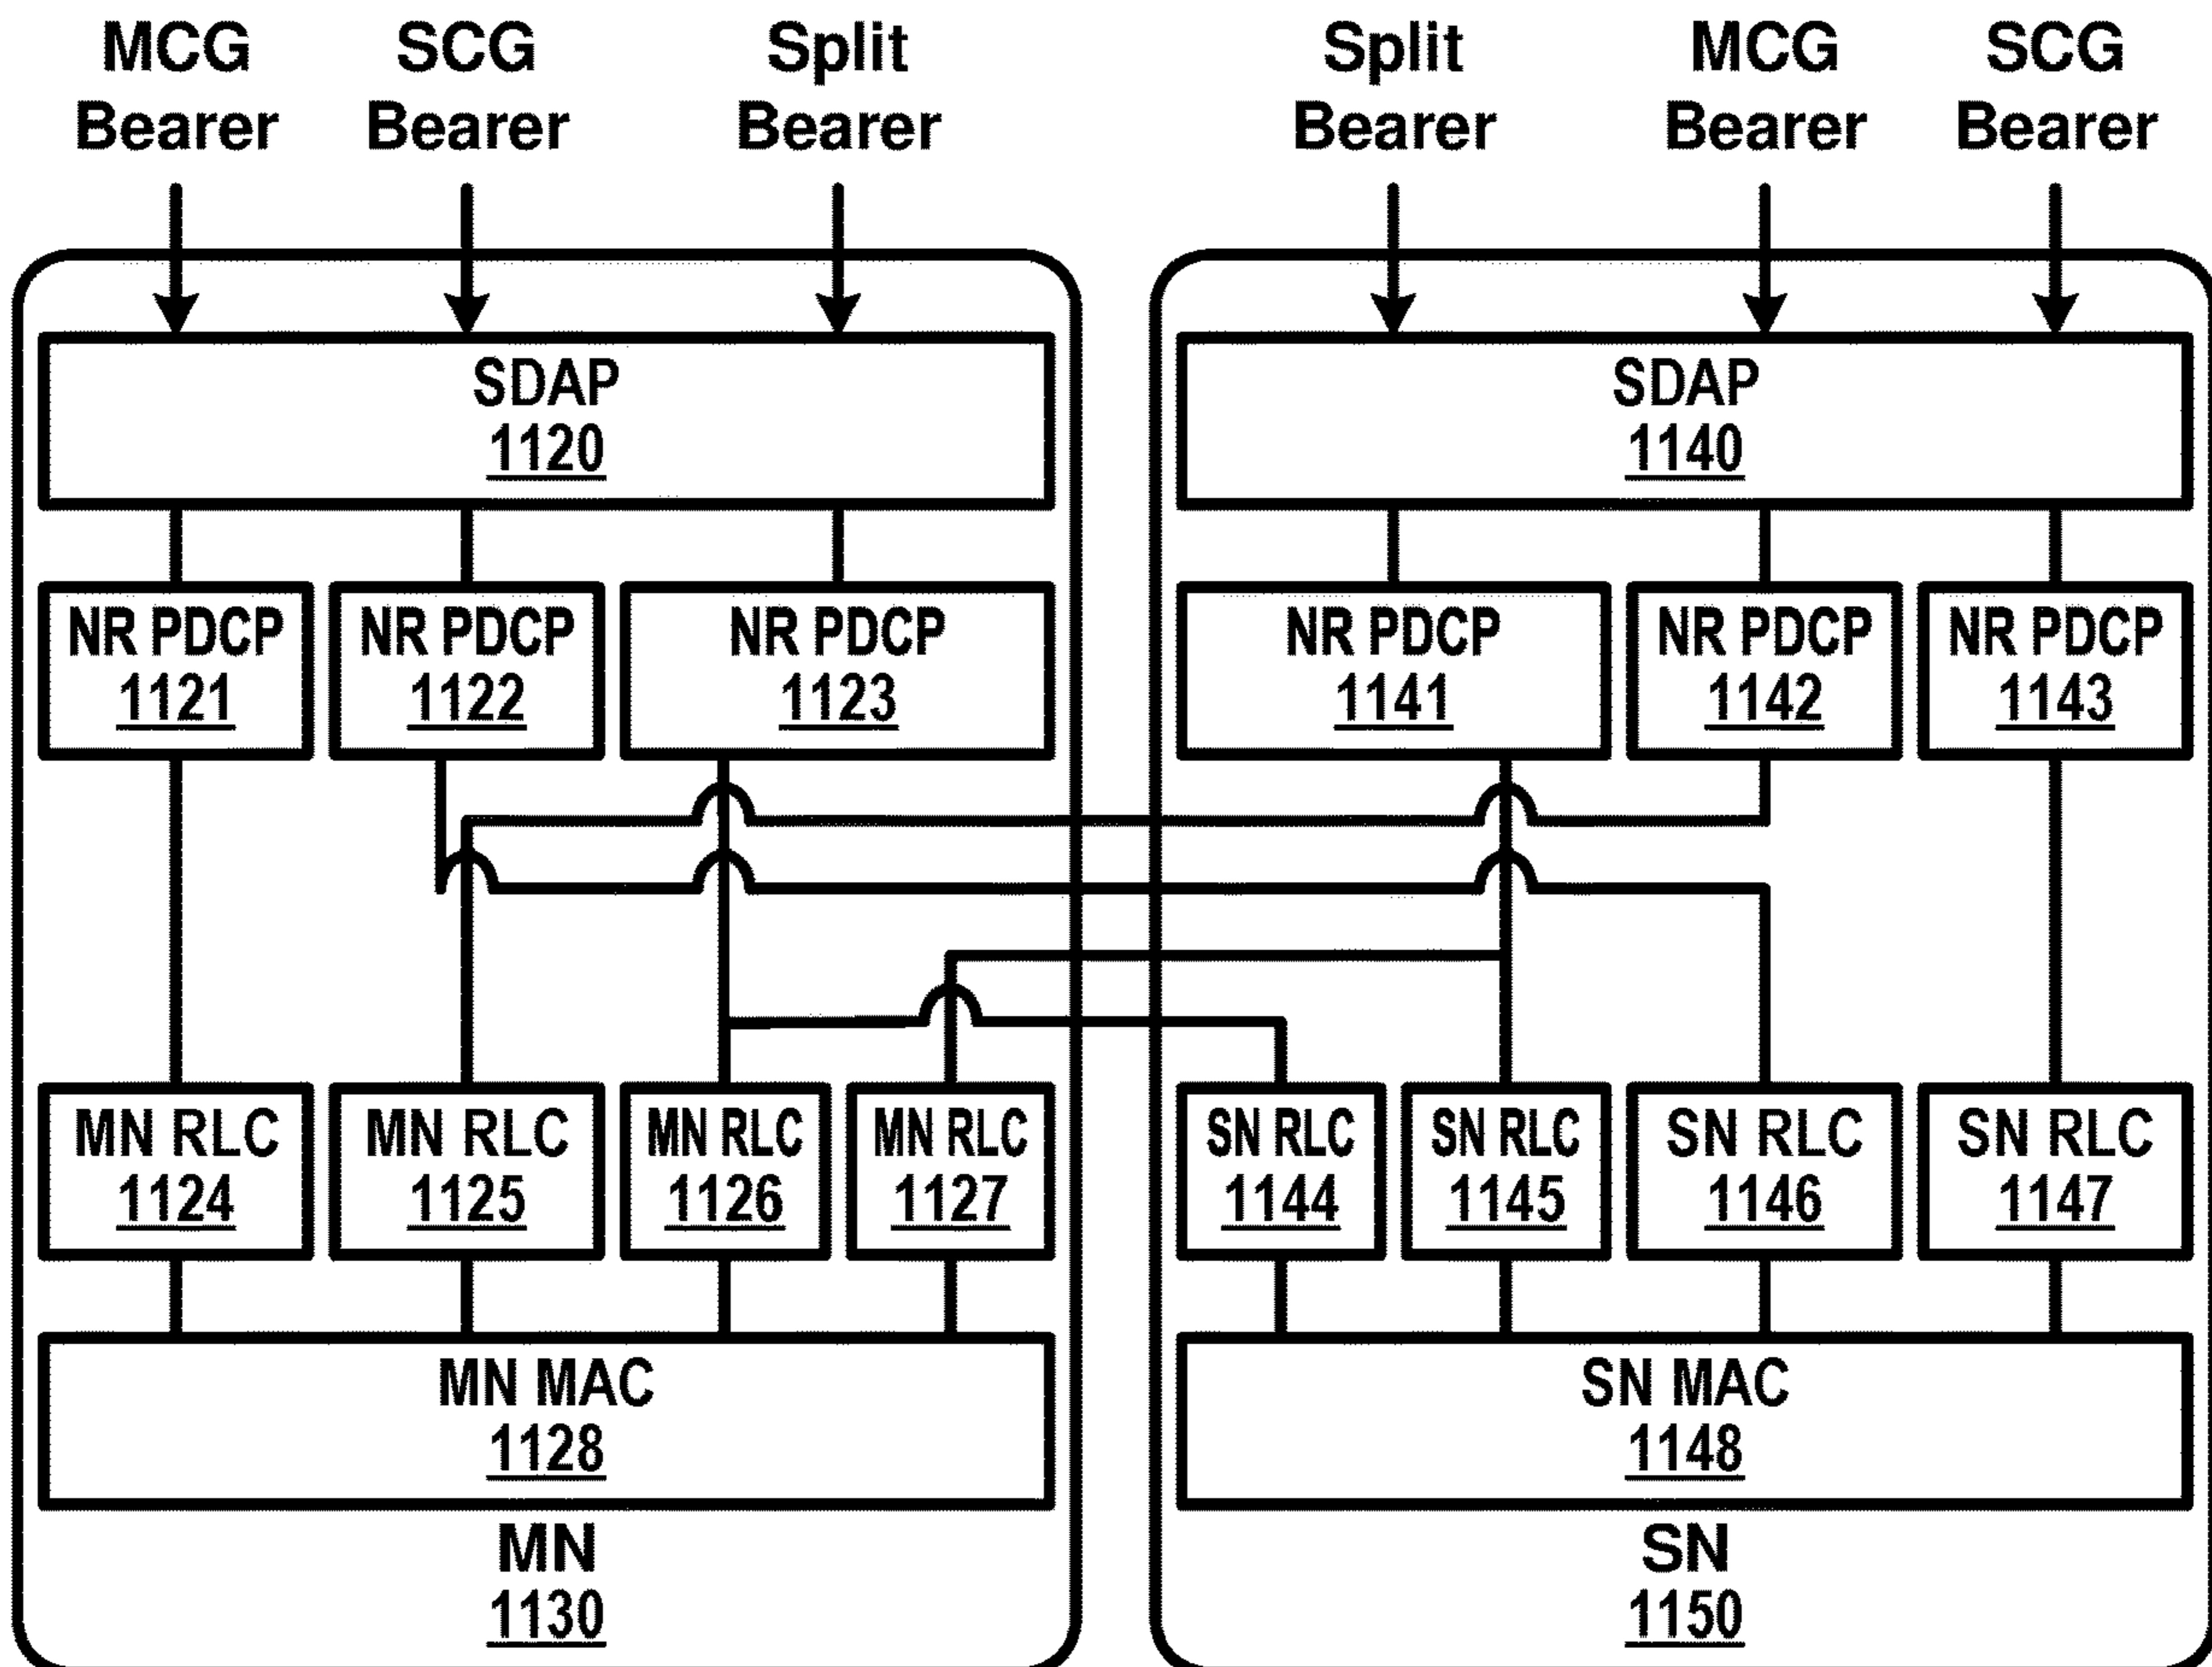 MCG Bearer
SCG Bearer
Split Bearer
Split Bearer
MCG Bearer
SCG Bearer
SDAP
1120
SDAP
1140
NR PDCP
1121
NR PDCP
1122
NR PDCP
1123
NR PDCP
1141
NR PDCP
1142
NR PDCP
1143
MN RLC
1124
MN RLC
1125
MN RLC
1126
MN RLC
1127
SN RLC
1144
SN RLC
1145
SN RLC
1146
SN RLC
1147
MN MAC
1128
SN MAC
1148
MN
1130
SN
1150